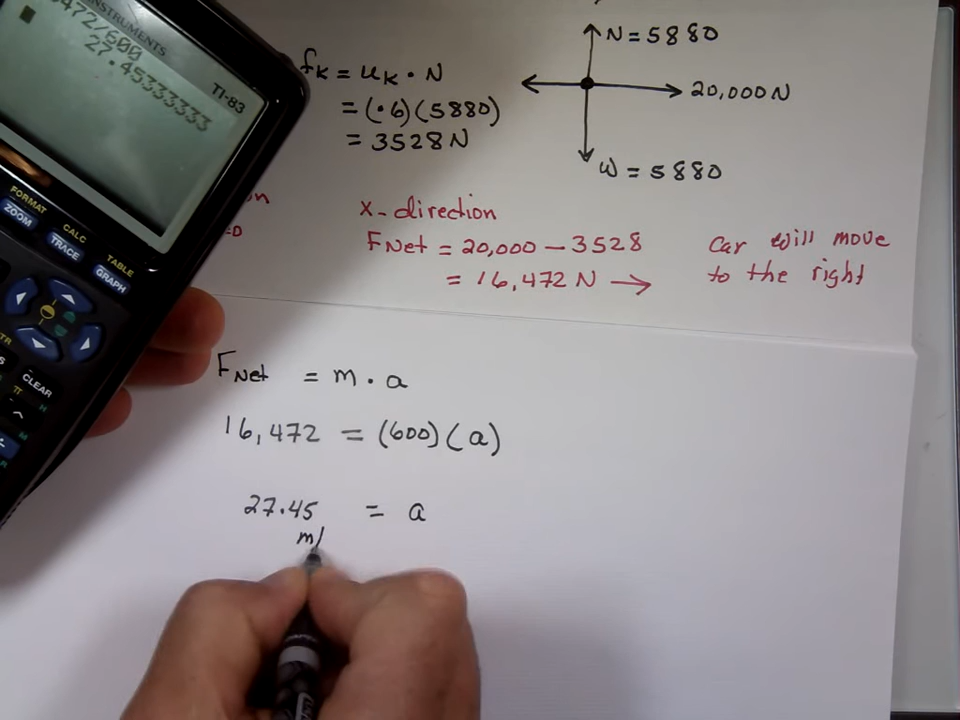 INSTRUMENTS
472/600
27.45333333
TI-83
FORMAT
CALC
TABLE
ZOOM
TRACE
GRAPH
CLEAR
fk = uk · N
= (.6)(5880)
= 3528 N
N = 5880
20,000 N
W = 5880
on
=0
x-direction
FNet = 20,000 − 3528
= 16,472 N →
Car will move
to the right
FNet = m · a
16,472 = (600)(a)
27.45 = a
m/